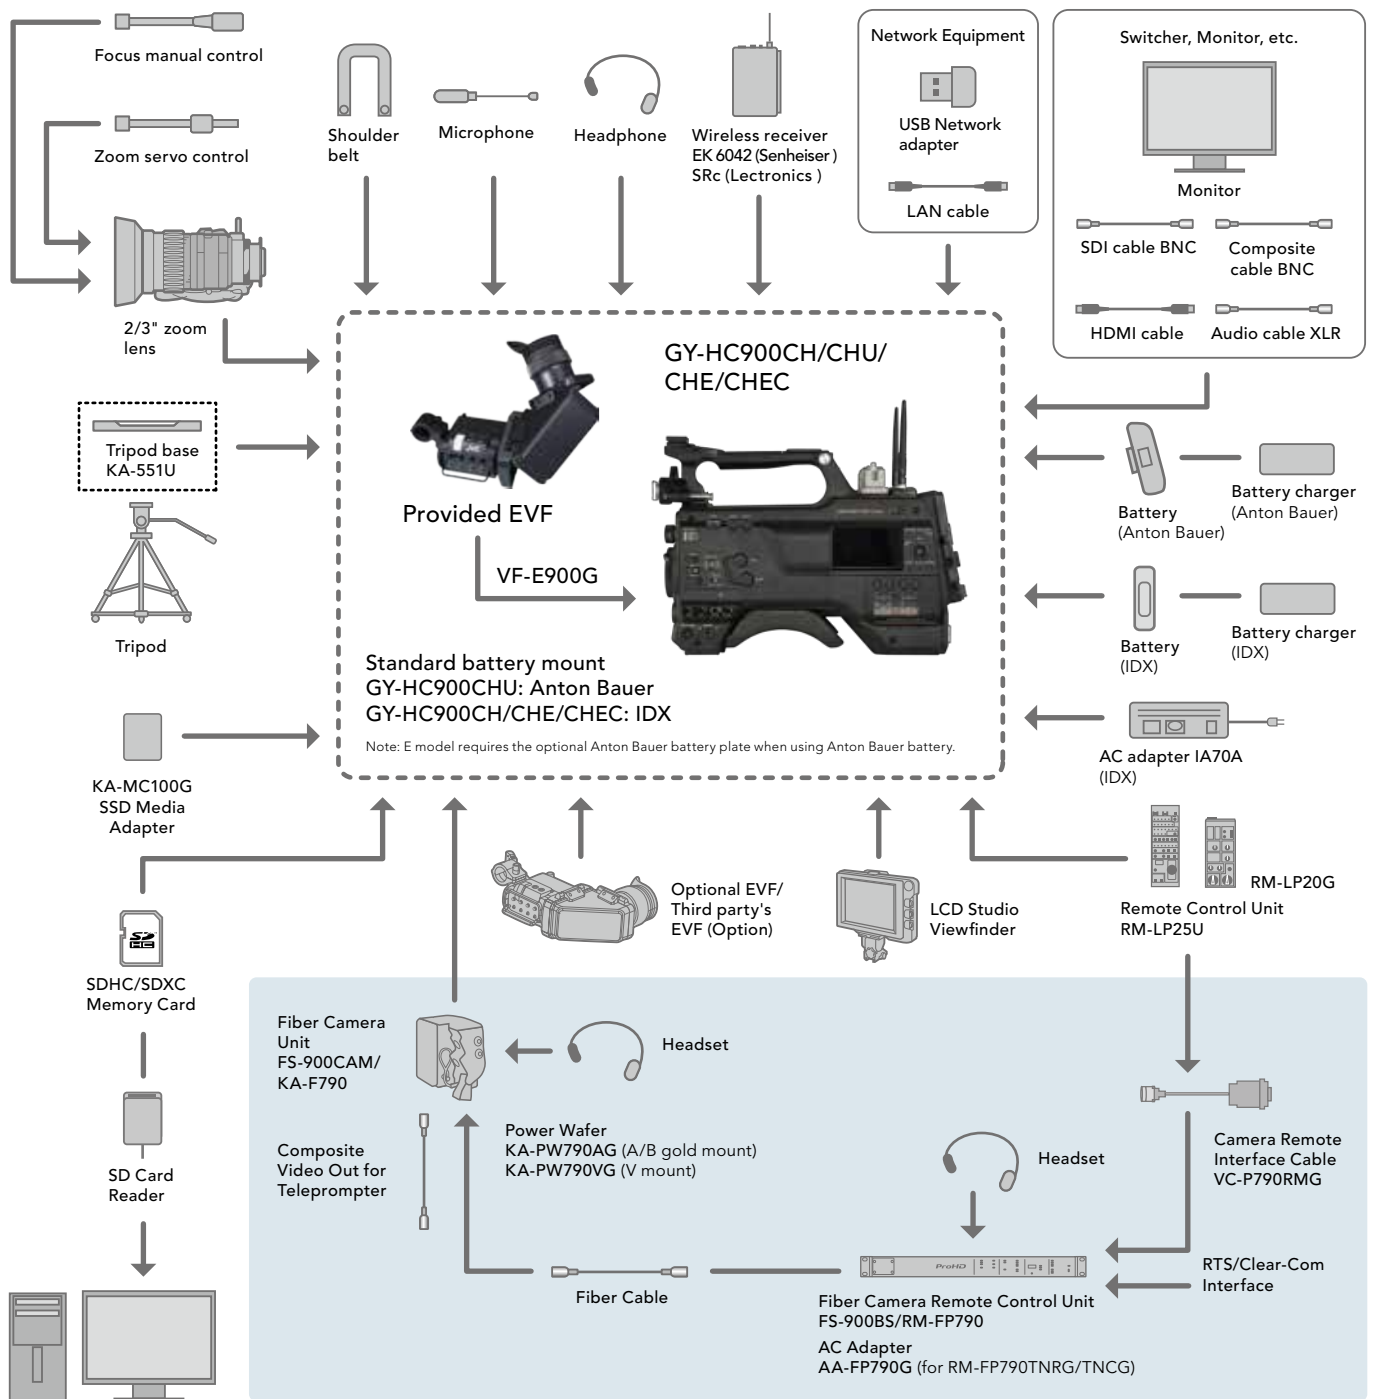 Focus manual control
Zoom servo control
2/3" zoom
lens
Shoulder
belt
Microphone
Headphone
Wireless receiver
EK 6042 (Senheiser )
SRc (Lectronics )
Network Equipment
USB Network
adapter
LAN cable
Switcher, Monitor, etc.
Monitor
SDI cable BNC
Composite
cable BNC
HDMI cable
Audio cable XLR
Tripod base
KA-551U
Tripod
GY-HC900CH/CHU/
CHE/CHEC
Provided EVF
VF-E900G
Standard battery mount
GY-HC900CHU: Anton Bauer
GY-HC900CH/CHE/CHEC: IDX
Note: E model requires the optional Anton Bauer battery plate when using Anton Bauer battery.
Battery
(Anton Bauer)
Battery charger
(Anton Bauer)
Battery
(IDX)
Battery charger
(IDX)
AC adapter IA70A
(IDX)
KA-MC100G
SSD Media
Adapter
SDHC/SDXC
Memory Card
SD Card
Reader
Optional EVF/
Third party's
EVF (Option)
LCD Studio
Viewfinder
RM-LP20G
Remote Control Unit
RM-LP25U
Fiber Camera
Unit
FS-900CAM/
KA-F790
Headset
Composite
Video Out for
Teleprompter
Power Wafer
KA-PW790AG (A/B gold mount)
KA-PW790VG (V mount)
Headset
Camera Remote
Interface Cable
VC-P790RMG
RTS/Clear-Com
Interface
Fiber Cable
ProHD
Fiber Camera Remote Control Unit
FS-900BS/RM-FP790
AC Adapter
AA-FP790G (for RM-FP790TNRG/TNCG)
SD
HC